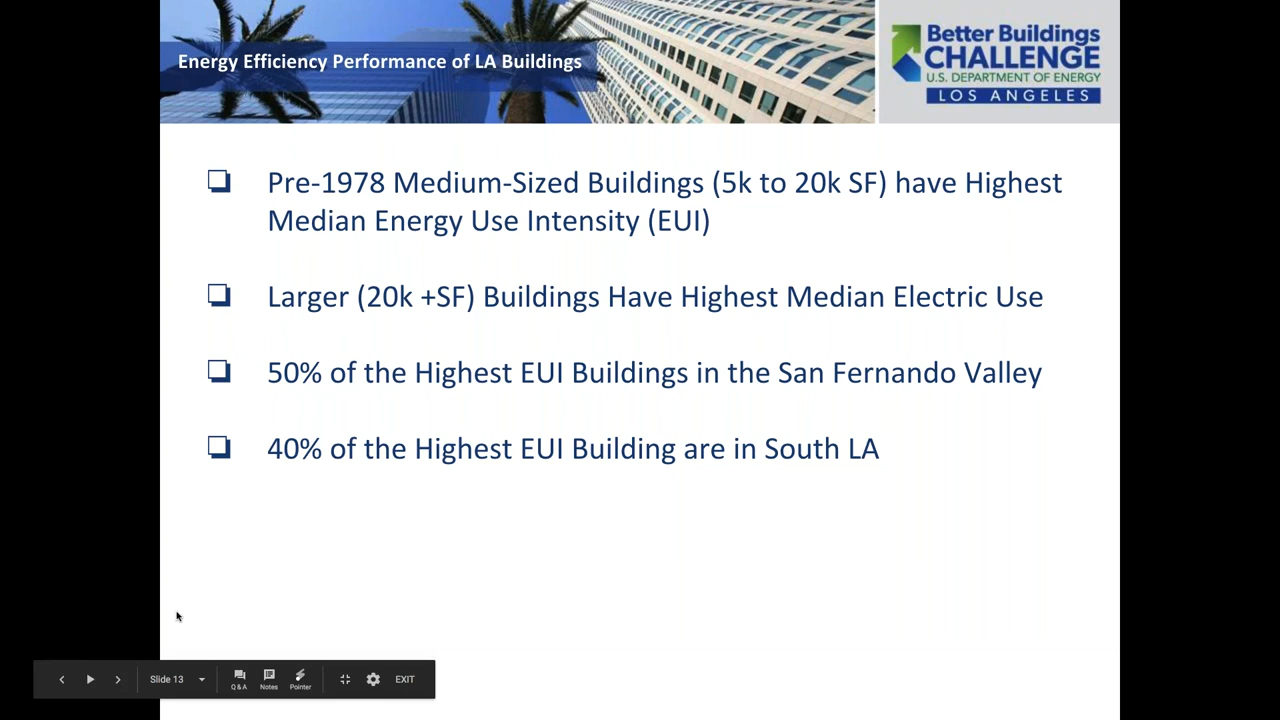 Energy Efficiency Performance of LA Buildings
Better Buildings
CHALLENGE
U.S. DEPARTMENT OF ENERGY
LOS ANGELES
Pre-1978 Medium-Sized Buildings (5k to 20k SF) have Highest
Median Energy Use Intensity (EUI)
Larger (20k +SF) Buildings Have Highest Median Electric Use
50% of the Highest EUI Buildings in the San Fernando Valley
40% of the Highest EUI Building are in South LA
Slide 13
Q & A
Notes
Pointer
EXIT